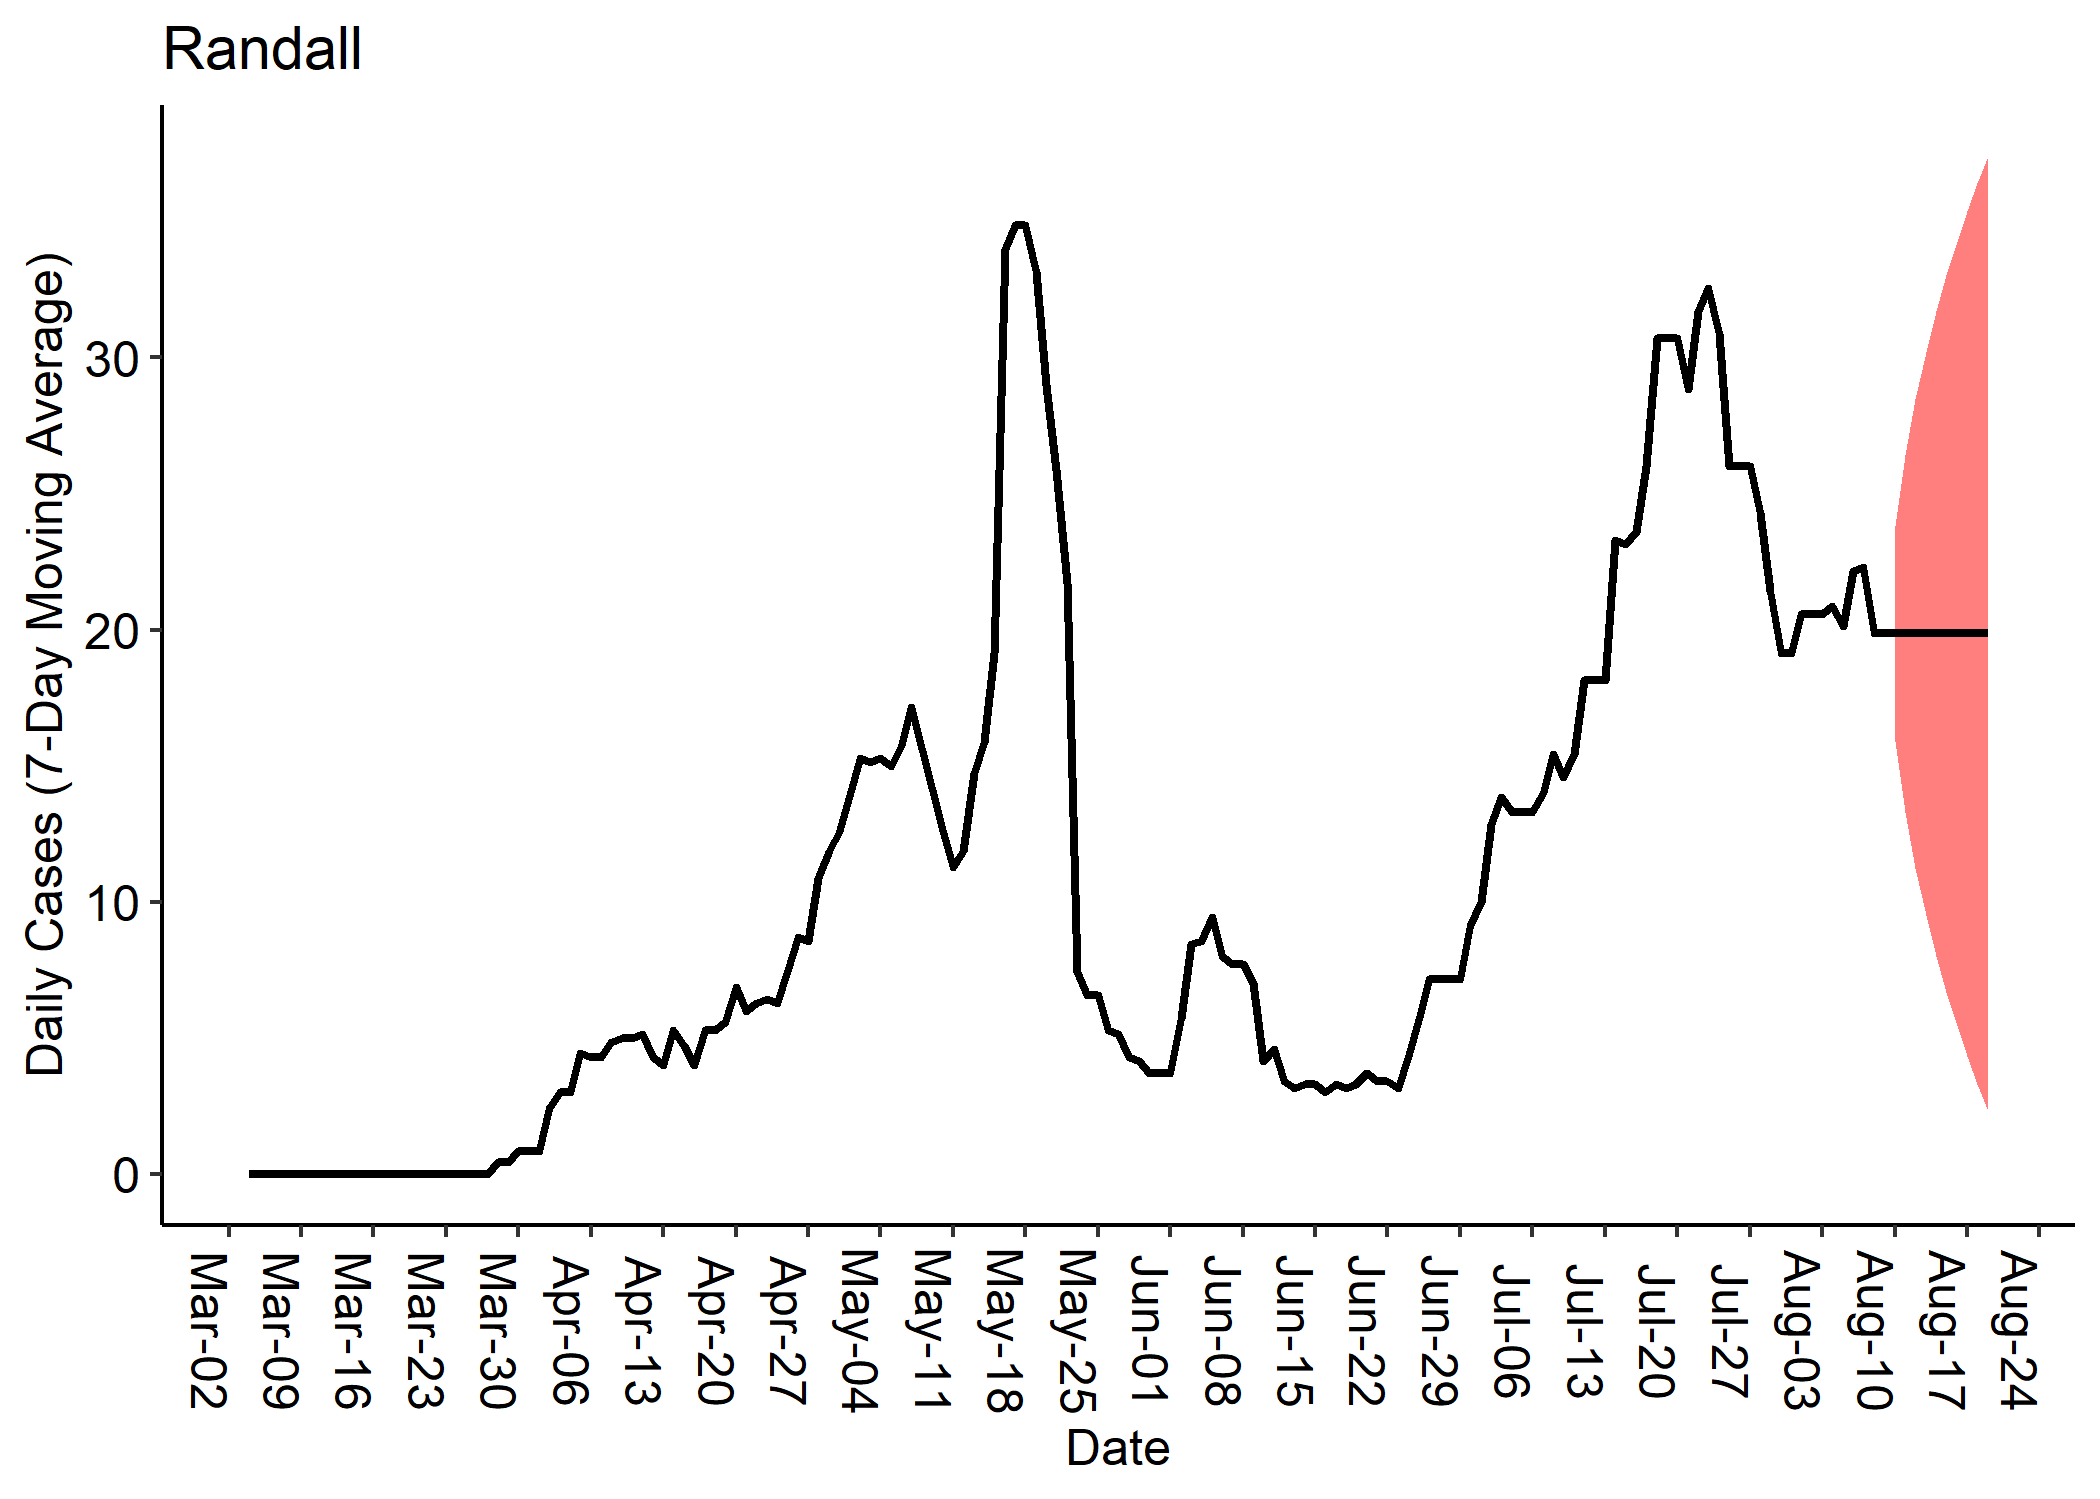 Randall
Daily Cases (7-Day Moving Average)
30
20
10
0
Mar-02
Mar-09
Mar-16
Mar-23
Mar-30
Apr-06
Apr-13
Apr-20
Apr-27
May-04
May-11
May-18
May-25
Jun-01
Jun-08
Jun-15
Jun-22
Jun-29
Jul-06
Jul-13
Jul-20
Jul-27
Aug-03
Aug-10
Aug-17
Aug-24
Date